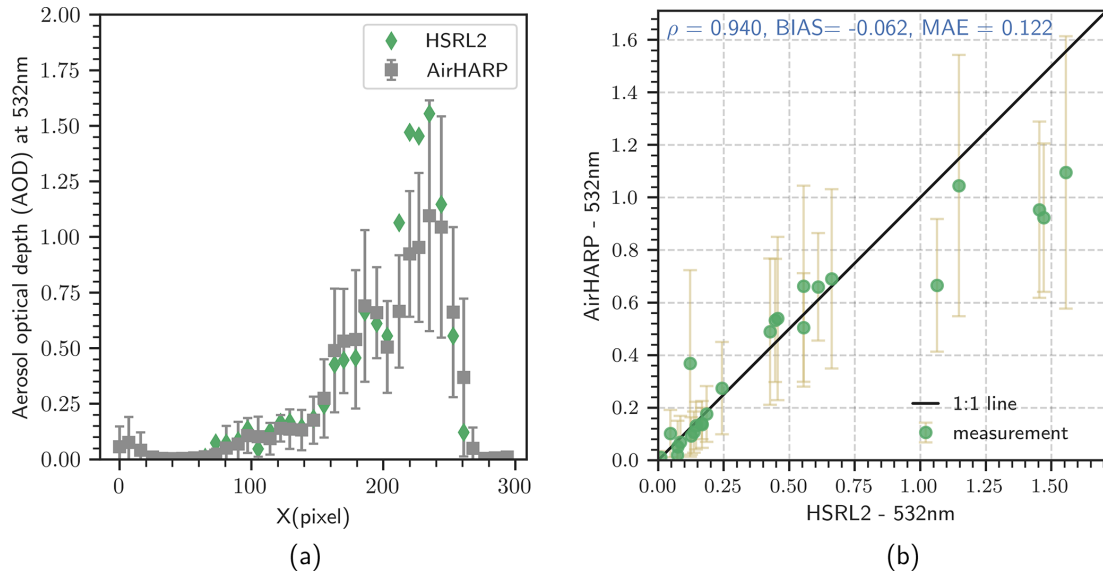 2.00
1.75
1.50
1.25
1.00
0.75
0.50
0.25
0.00
Aerosol optical depth (AOD) at 532nm
HSRL2
AirHARP
0
100
200
300
X(pixel)
(a)
ρ = 0.940, BIAS= -0.062, MAE = 0.122
1.6
1.4
1.2
1.0
0.8
0.6
0.4
0.2
0.0
AirHARP - 532nm
1:1 line
measurement
0.00
0.25
0.50
0.75
1.00
1.25
1.50
HSRL2 - 532nm
(b)